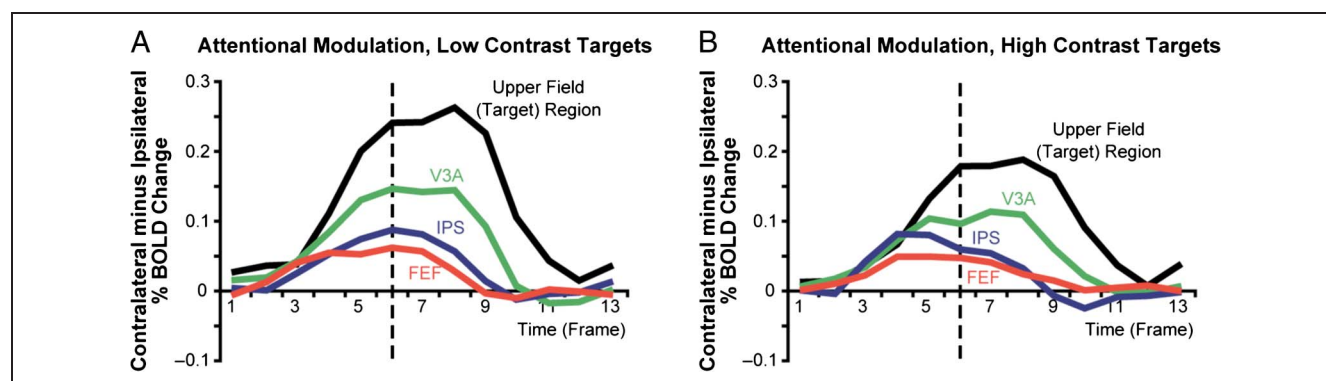 A
Attentional Modulation, Low Contrast Targets
Contralateral minus Ipsilateral
% BOLD Change
0.3
0.2
0.1
0
–0.1
Upper Field
(Target) Region
V3A
IPS
FEF
1 3 5 7 9 11 13
Time (Frame)
B
Attentional Modulation, High Contrast Targets
Contralateral minus Ipsilateral
% BOLD Change
0.3
0.2
0.1
0
–0.1
Upper Field
(Target) Region
V3A
IPS
FEF
1 3 5 7 9 11 13
Time (Frame)